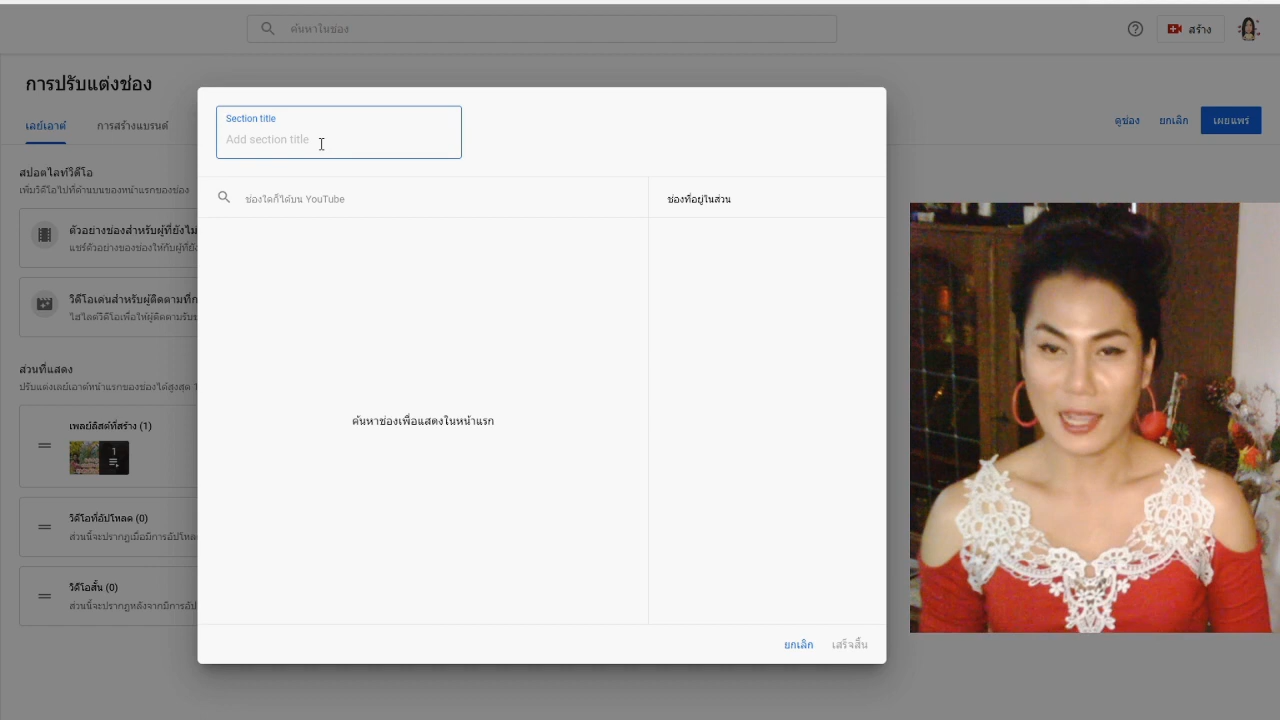 ค้นหาในช่อง
สร้าง
การปรับแต่งช่อง
เลย์เอาต์
การสร้างแบรนด์
ดูช่อง
ยกเลิก
เผยแพร่
Section title
Add section title
สปอตไลท์วิดีโอ
เพิ่มวิดีโอไปที่ด้านบนของหน้าแรกของช่อง
ช่องใดก็ได้บน YouTube
ช่องที่อยู่ในส่วน
ตัวอย่างช่องสำหรับผู้ที่ยังไม
แชร์ตัวอย่างของช่องให้กับผู้ที่ยัง
วิดีโอเด่นสำหรับผู้ติดตามที่ก
ไฮไลต์วิดีโอเพื่อให้ผู้ติดตามรับช
ส่วนที่แสดง
ปรับแต่งเลย์เอาต์หน้าแรกของช่องได้สูงสุด 1
ค้นหาช่องเพื่อแสดงในหน้าแรก
เพลย์ลิสต์ที่สร้าง (1)
1
วิดีโอที่อัปโหลด (0)
ส่วนนี้จะปรากฏเมื่อมีการอัปโหล
วิดีโอสั้น (0)
ส่วนนี้จะปรากฏหลังจากมีการอัป
ยกเลิก
เสร็จสิ้น